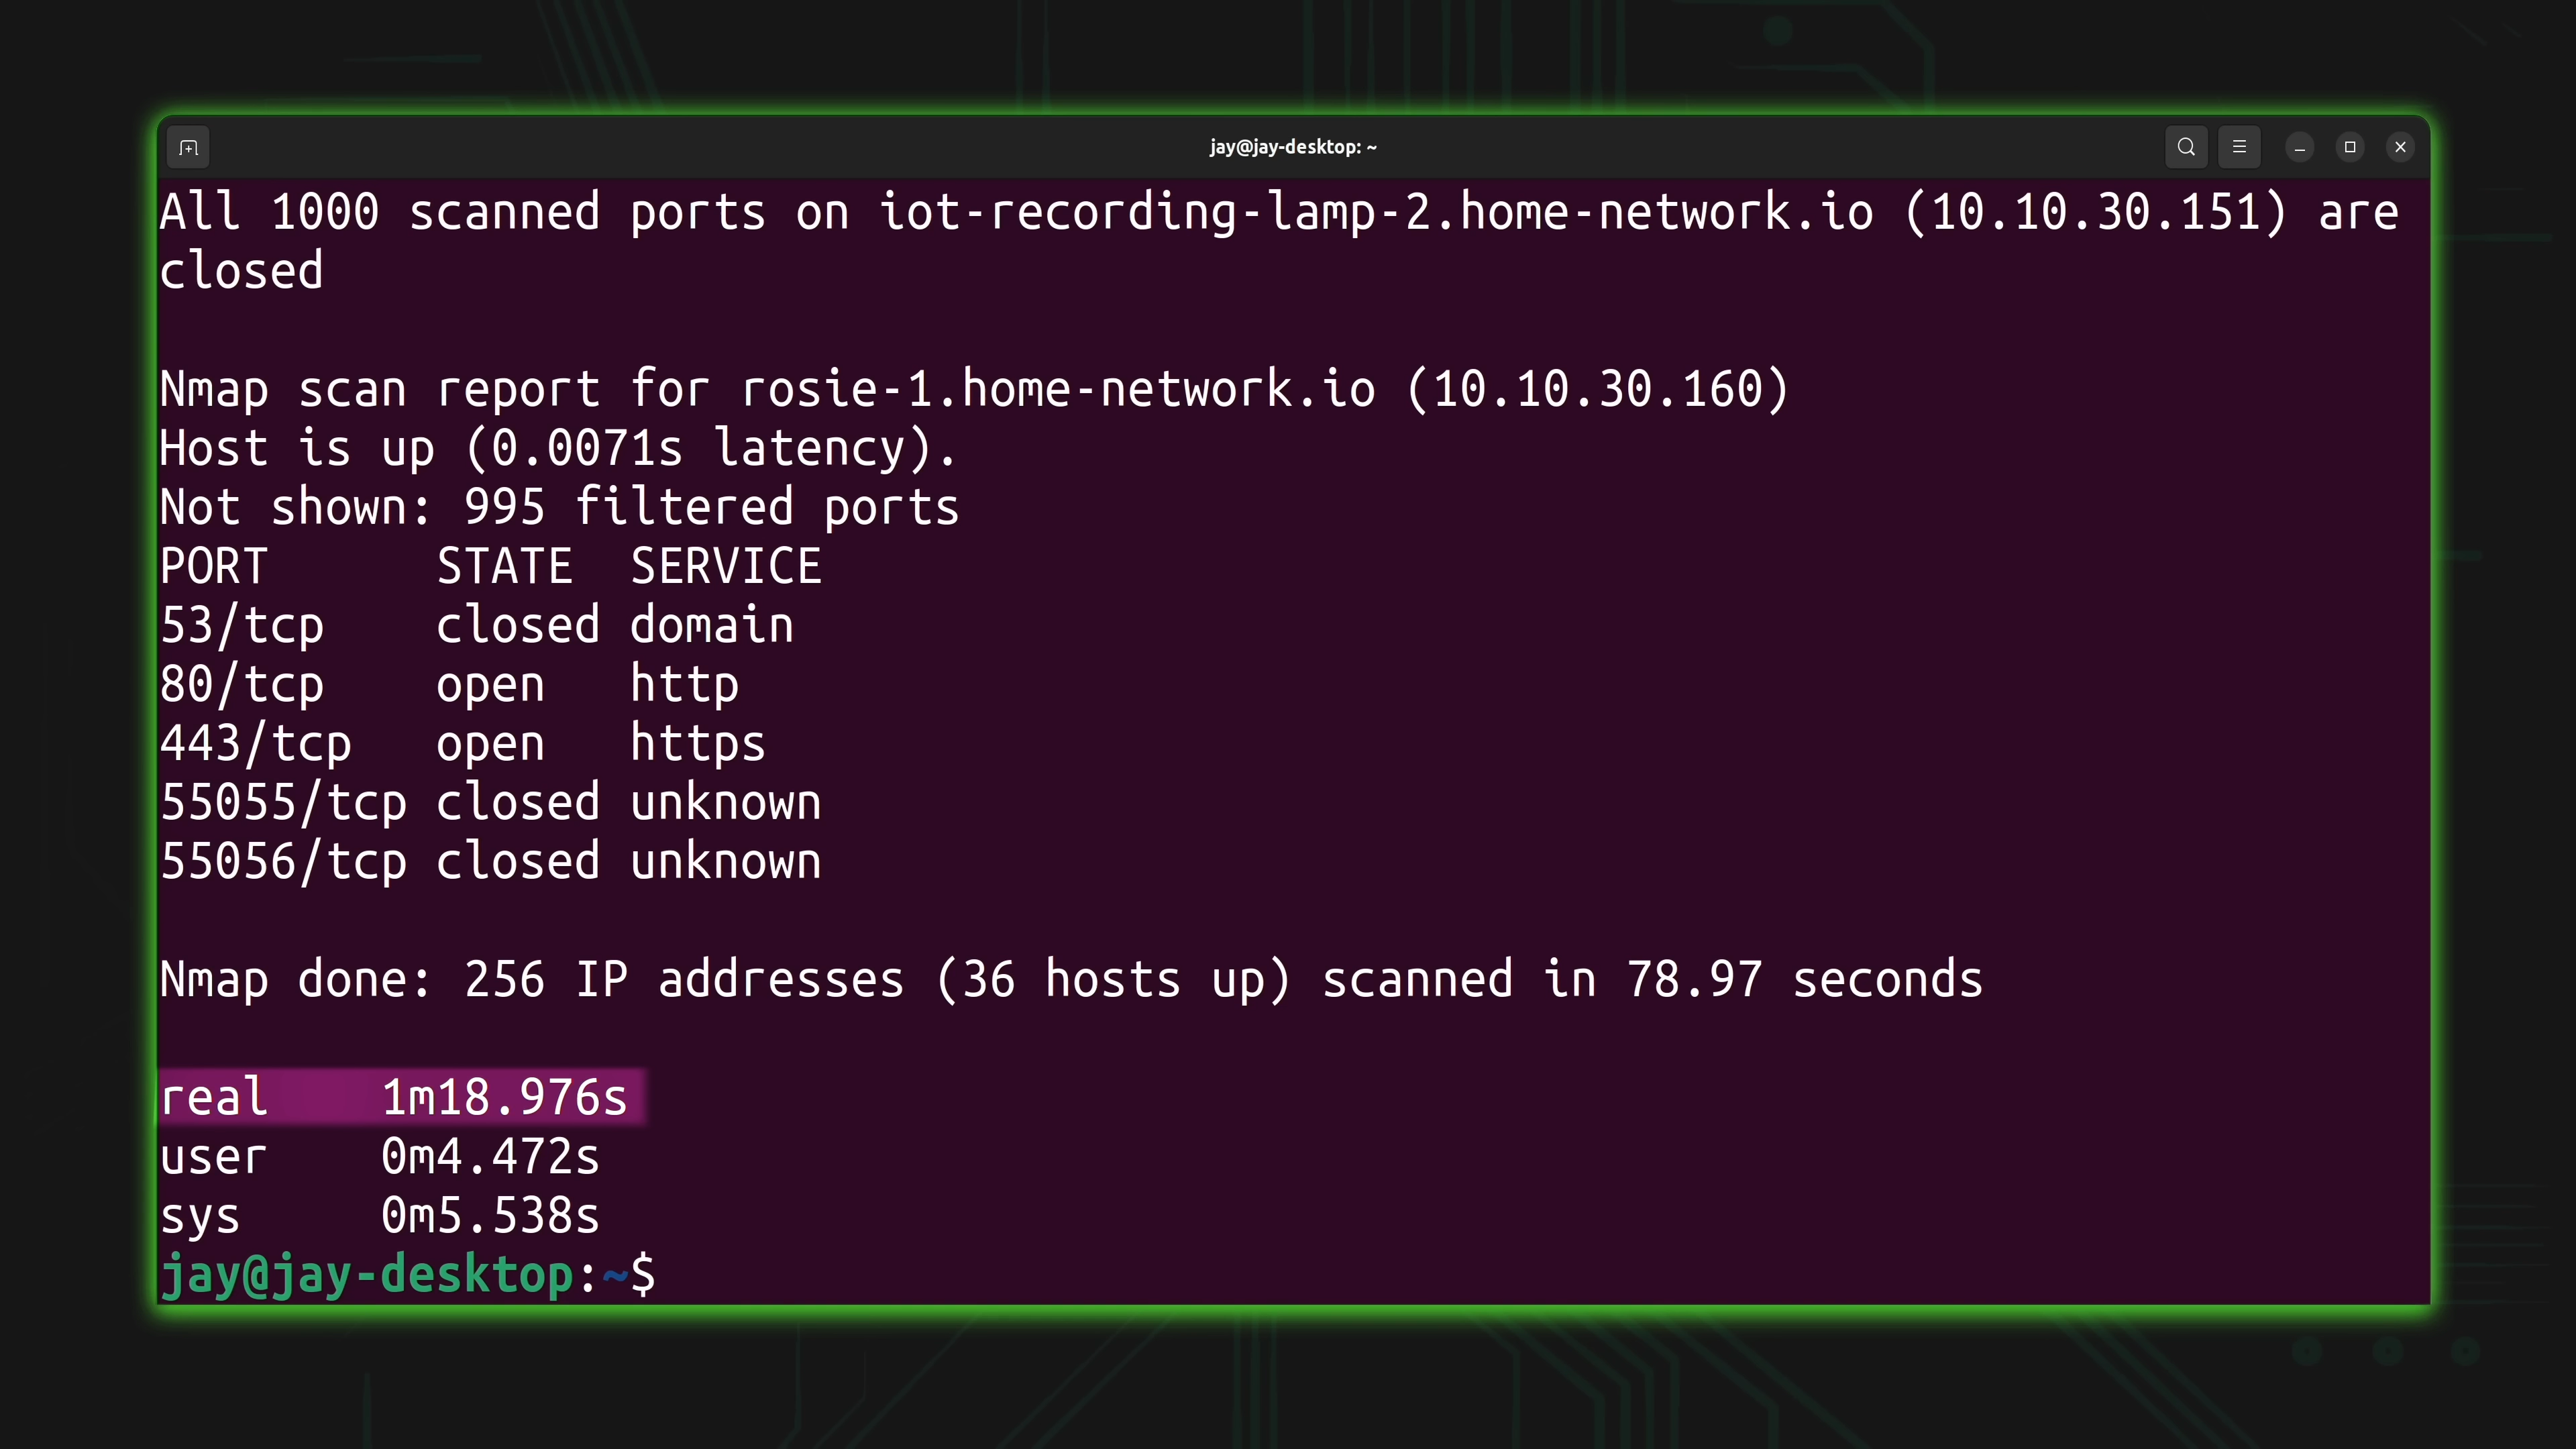 jay@jay-desktop: ~
All 1000 scanned ports on iot-recording-lamp-2.home-network.io (10.10.30.151) are
closed
Nmap scan report for rosie-1.home-network.io (10.10.30.160)
Host is up (0.0071s latency).
Not shown: 995 filtered ports
PORT      STATE  SERVICE
53/tcp    closed domain
80/tcp    open   http
443/tcp   open   https
55055/tcp closed unknown
55056/tcp closed unknown
Nmap done: 256 IP addresses (36 hosts up) scanned in 78.97 seconds
real    1m18.976s
user    0m4.472s
sys     0m5.538s
jay@jay-desktop:~$